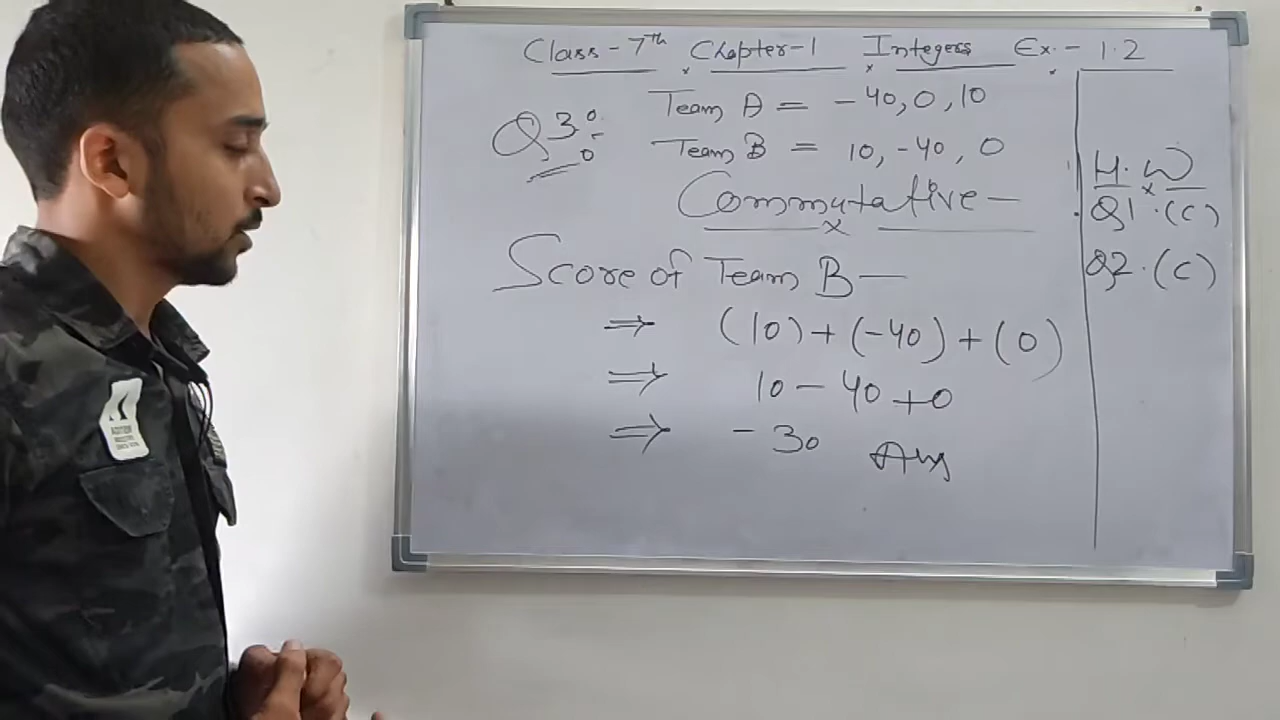 Class-7th Chapter-1 Integers Ex.- 1.2
Q3:- Team A = -40, 0, 10
Team B = 10, -40, 0
Commutative -
Score of Team B -
⇒ (10) + (-40) + (0)
⇒ 10 - 40 + 0
⇒ -30 Ans
H.W
Q1.(c)
Q2.(c)